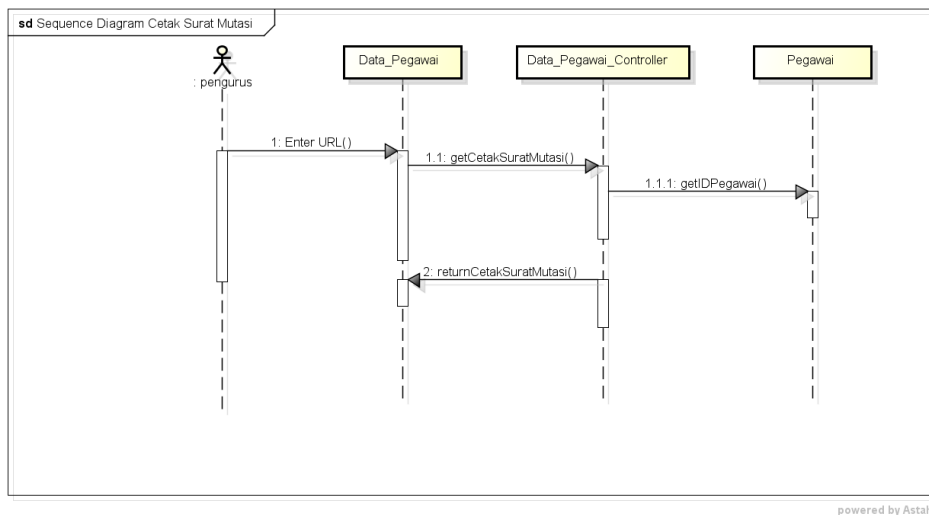 sd Sequence Diagram Cetak Surat Mutasi
: pengurus
Data_Pegawai
Data_Pegawai_Controller
Pegawai
1: Enter URL()
1.1: getCetakSuratMutasi()
1.1.1: getIDPegawai()
2: returnCetakSuratMutasi()
powered by Astah